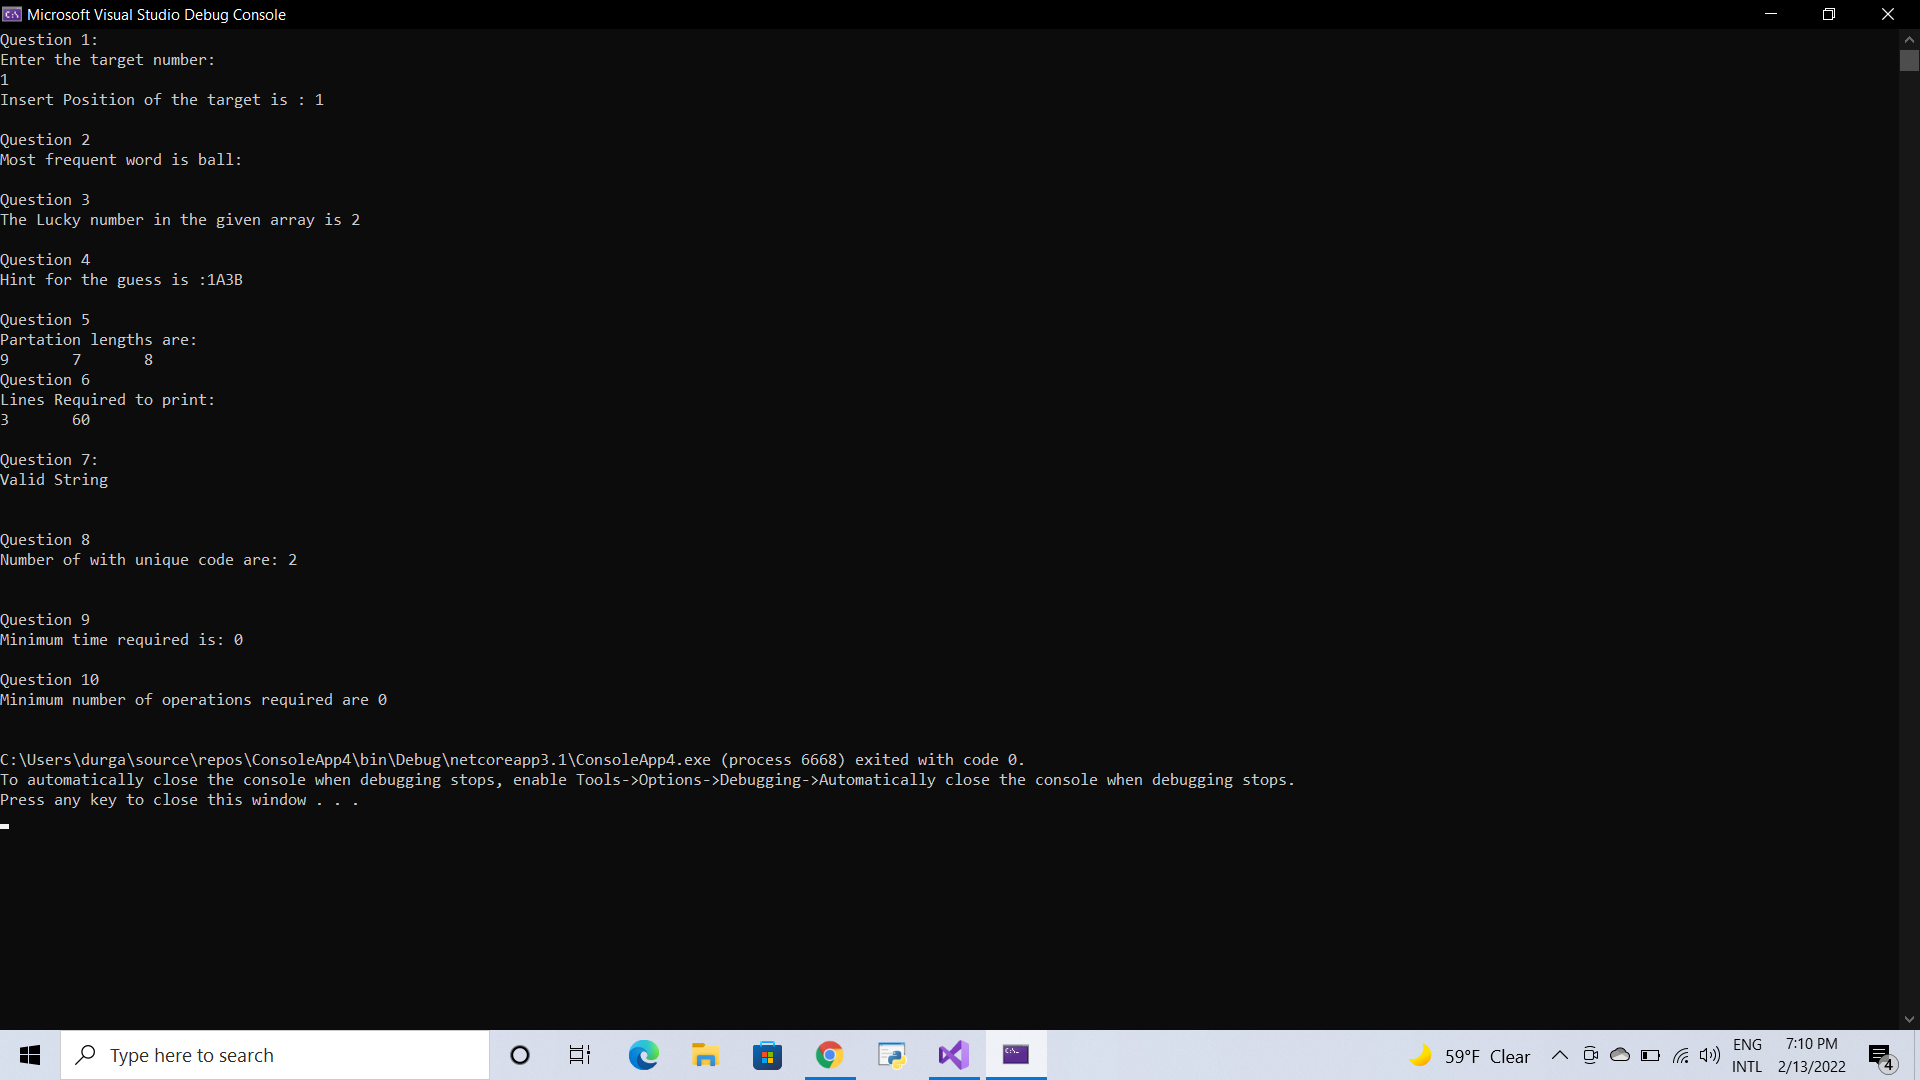 Microsoft Visual Studio Debug Console
Question 1:
Enter the target number:
1
Insert Position of the target is : 1
Question 2
Most frequent word is ball:
Question 3
The Lucky number in the given array is 2
Question 4
Hint for the guess is :1A3B
Question 5
Partation lengths are:
9 7 8
Question 6
Lines Required to print:
3 60
Question 7:
Valid String
Question 8
Number of with unique code are: 2
Question 9
Minimum time required is: 0
Question 10
Minimum number of operations required are 0
C:\Users\durga\source\repos\ConsoleApp4\bin\Debug\netcoreapp3.1\ConsoleApp4.exe (process 6668) exited with code 0.
To automatically close the console when debugging stops, enable Tools->Options->Debugging->Automatically close the console when debugging stops.
Press any key to close this window . . .
Type here to search
59°F Clear
ENG
INTL
7:10 PM
2/13/2022
4